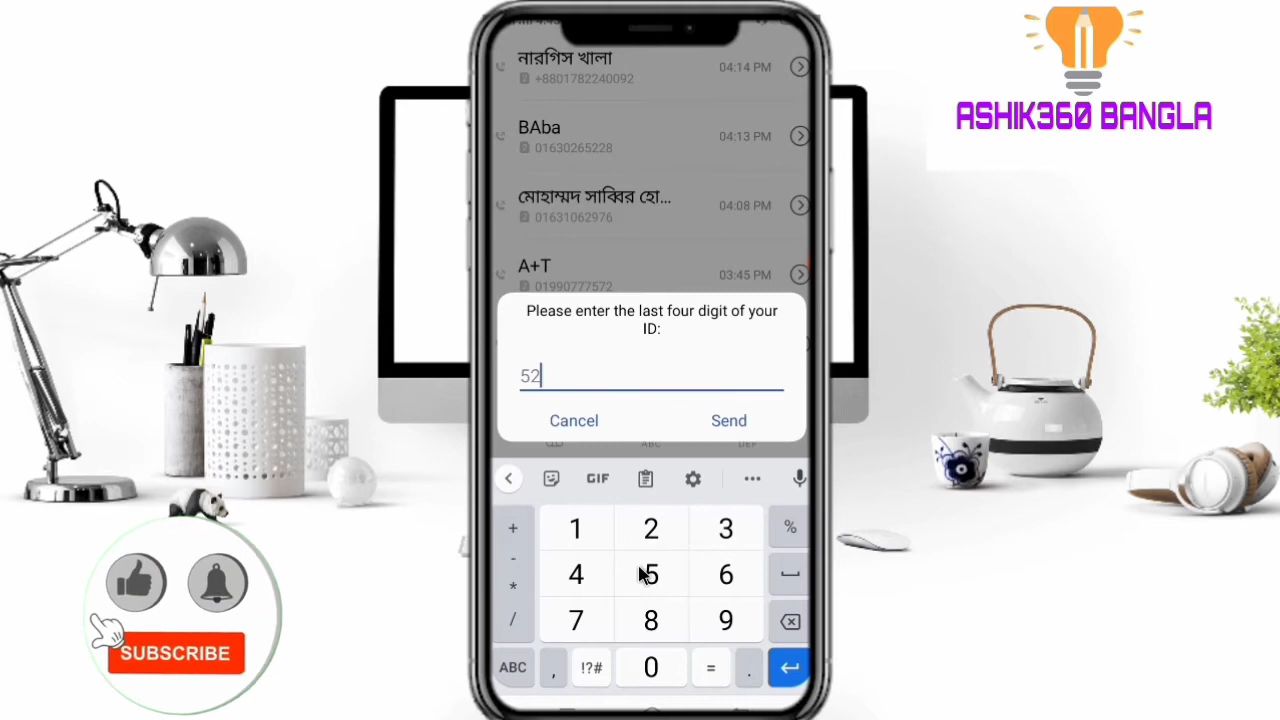 নারগিস খালা
04:14 PM
+8801782240092
BAba
04:13 PM
01630265228
মোহাম্মদ সাব্বির হো...
04:08 PM
01631062976
A+T
03:45 PM
01990777572
Please enter the last four digit of your
ID:
52
Cancel
Send
ABC
DEF
GIF
+ 1 2 3 %
- 4 5 6
*
/ 7 8 9
ABC , !?# 0 = .
ASHIK360 BANGLA
SUBSCRIBE